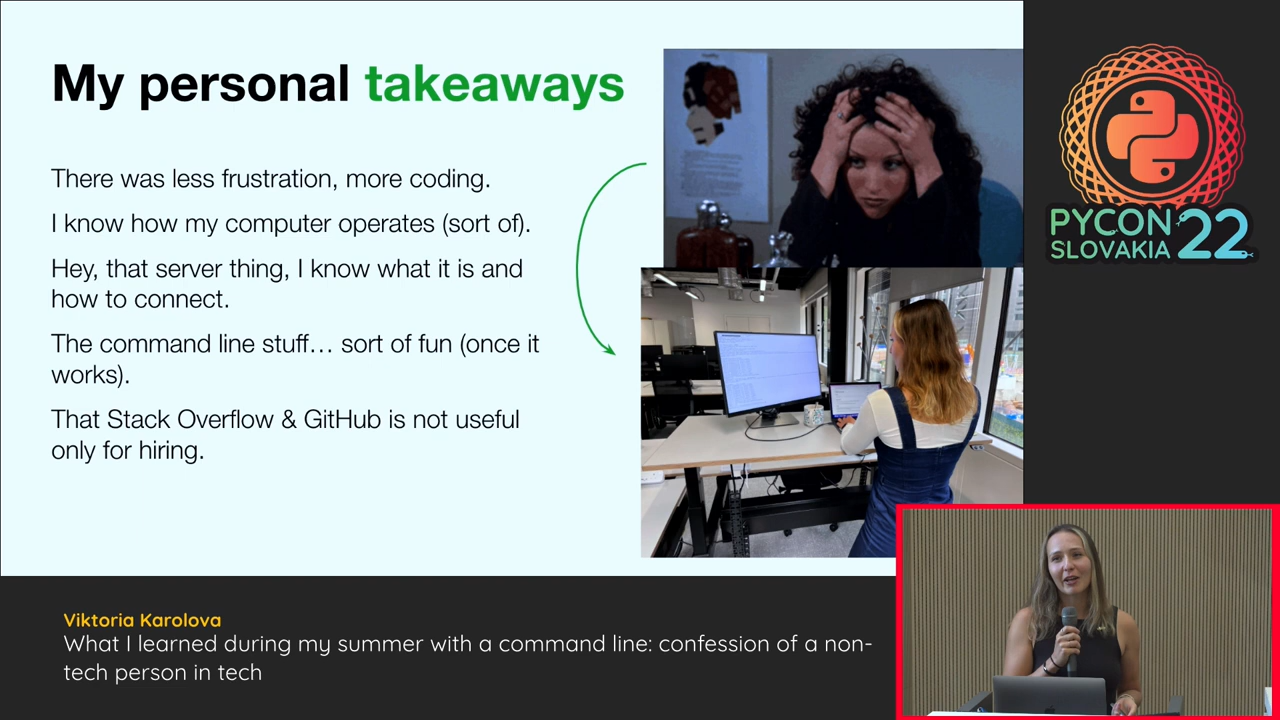 My personal takeaways
There was less frustration, more coding.
I know how my computer operates (sort of).
Hey, that server thing, I know what it is and
how to connect.
The command line stuff… sort of fun (once it
works).
That Stack Overflow & GitHub is not useful
only for hiring.
PYCON
SLOVAKIA 22
Viktoria Karolova
What I learned during my summer with a command line: confession of a non-
tech person in tech